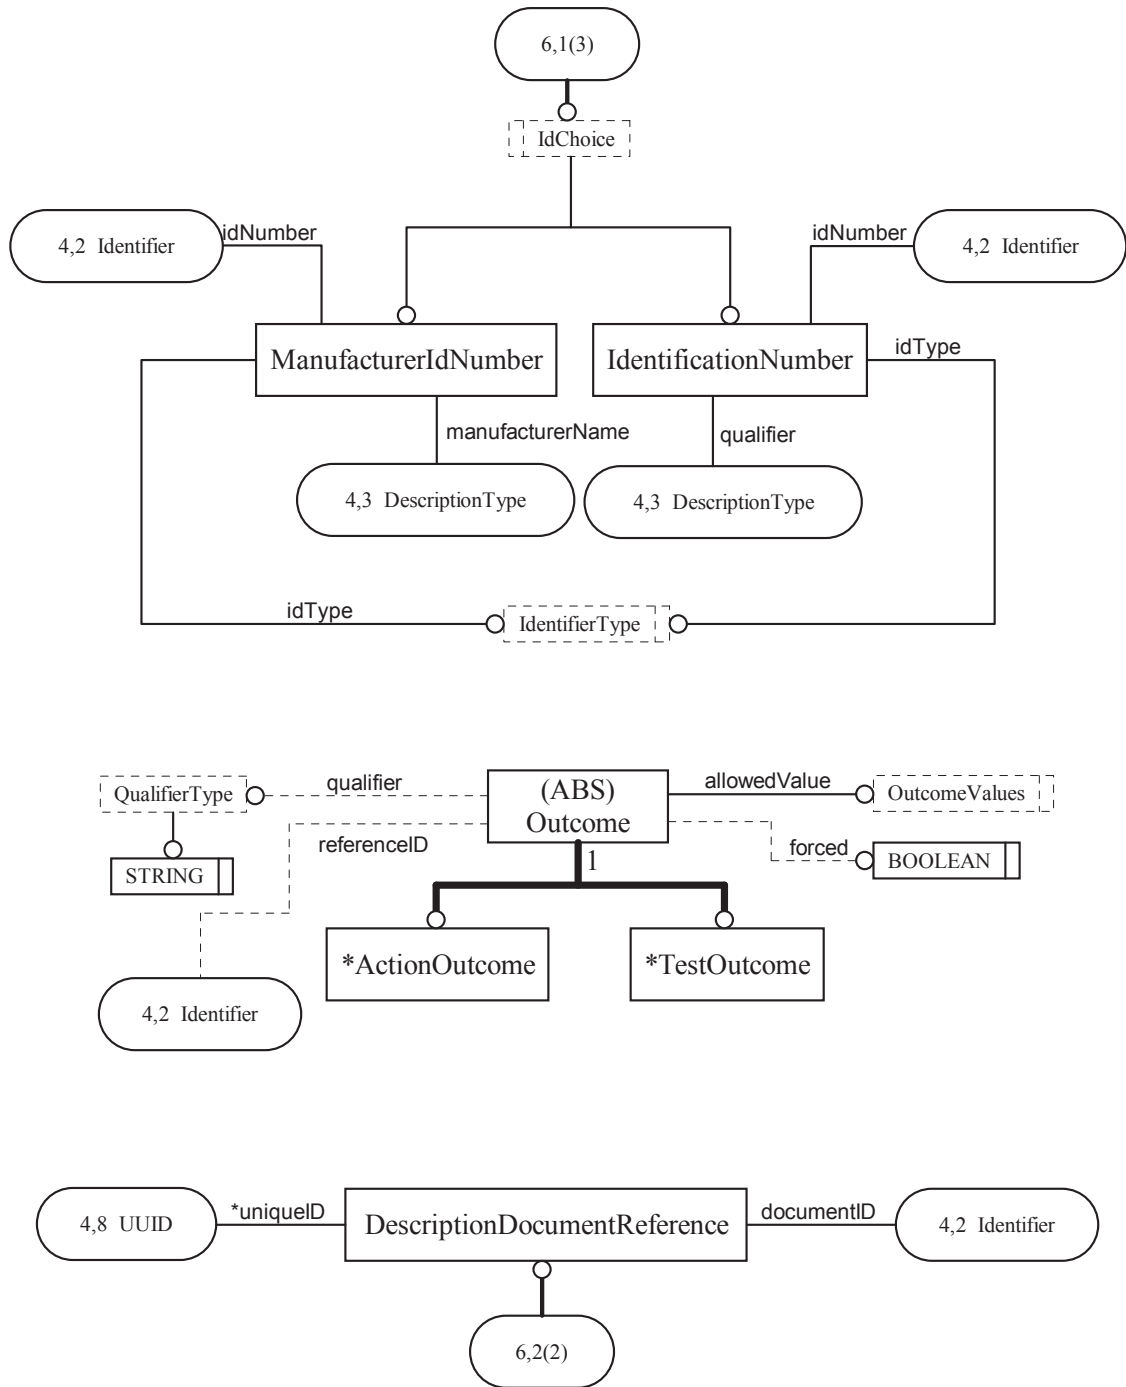 6,1(3)
IdChoice
4,2 Identifier
idNumber
idNumber
4,2 Identifier
ManufacturerIdNumber
IdentificationNumber
idType
manufacturerName
qualifier
4,3 DescriptionType
4,3 DescriptionType
idType
IdentifierType
QualifierType
qualifier
(ABS)
Outcome
allowedValue
OutcomeValues
referenceID
forced
BOOLEAN
STRING
1
*ActionOutcome
*TestOutcome
4,2 Identifier
4,8 UUID
*uniqueID
DescriptionDocumentReference
documentID
4,2 Identifier
6,2(2)